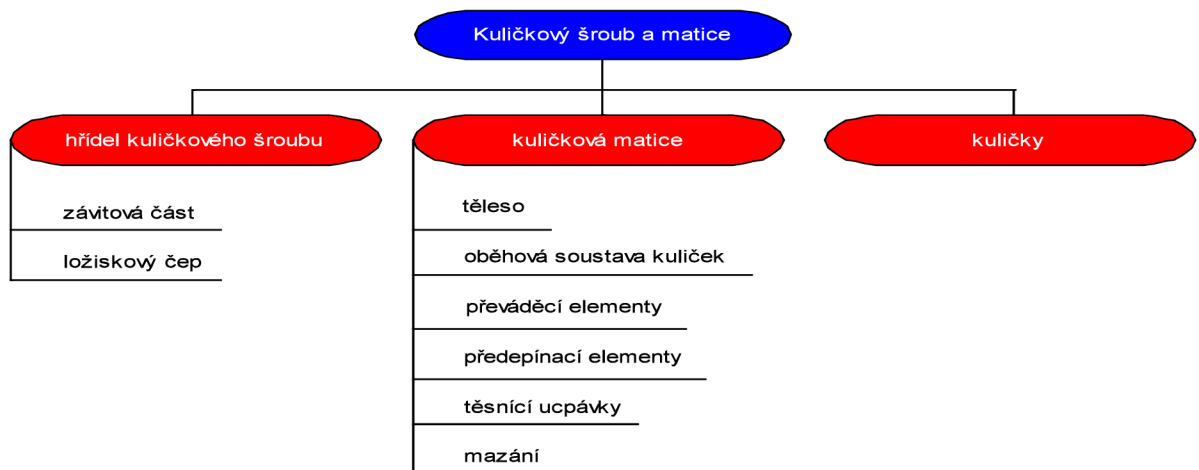 Kuličkový šroub a matice
hřídel kuličkového šroubu
závitová část
ložiskový čep
kuličková matice
těleso
oběhová soustava kuliček
převáděcí elementy
předepínací elementy
těsnící ucpávky
mazání
kuličky